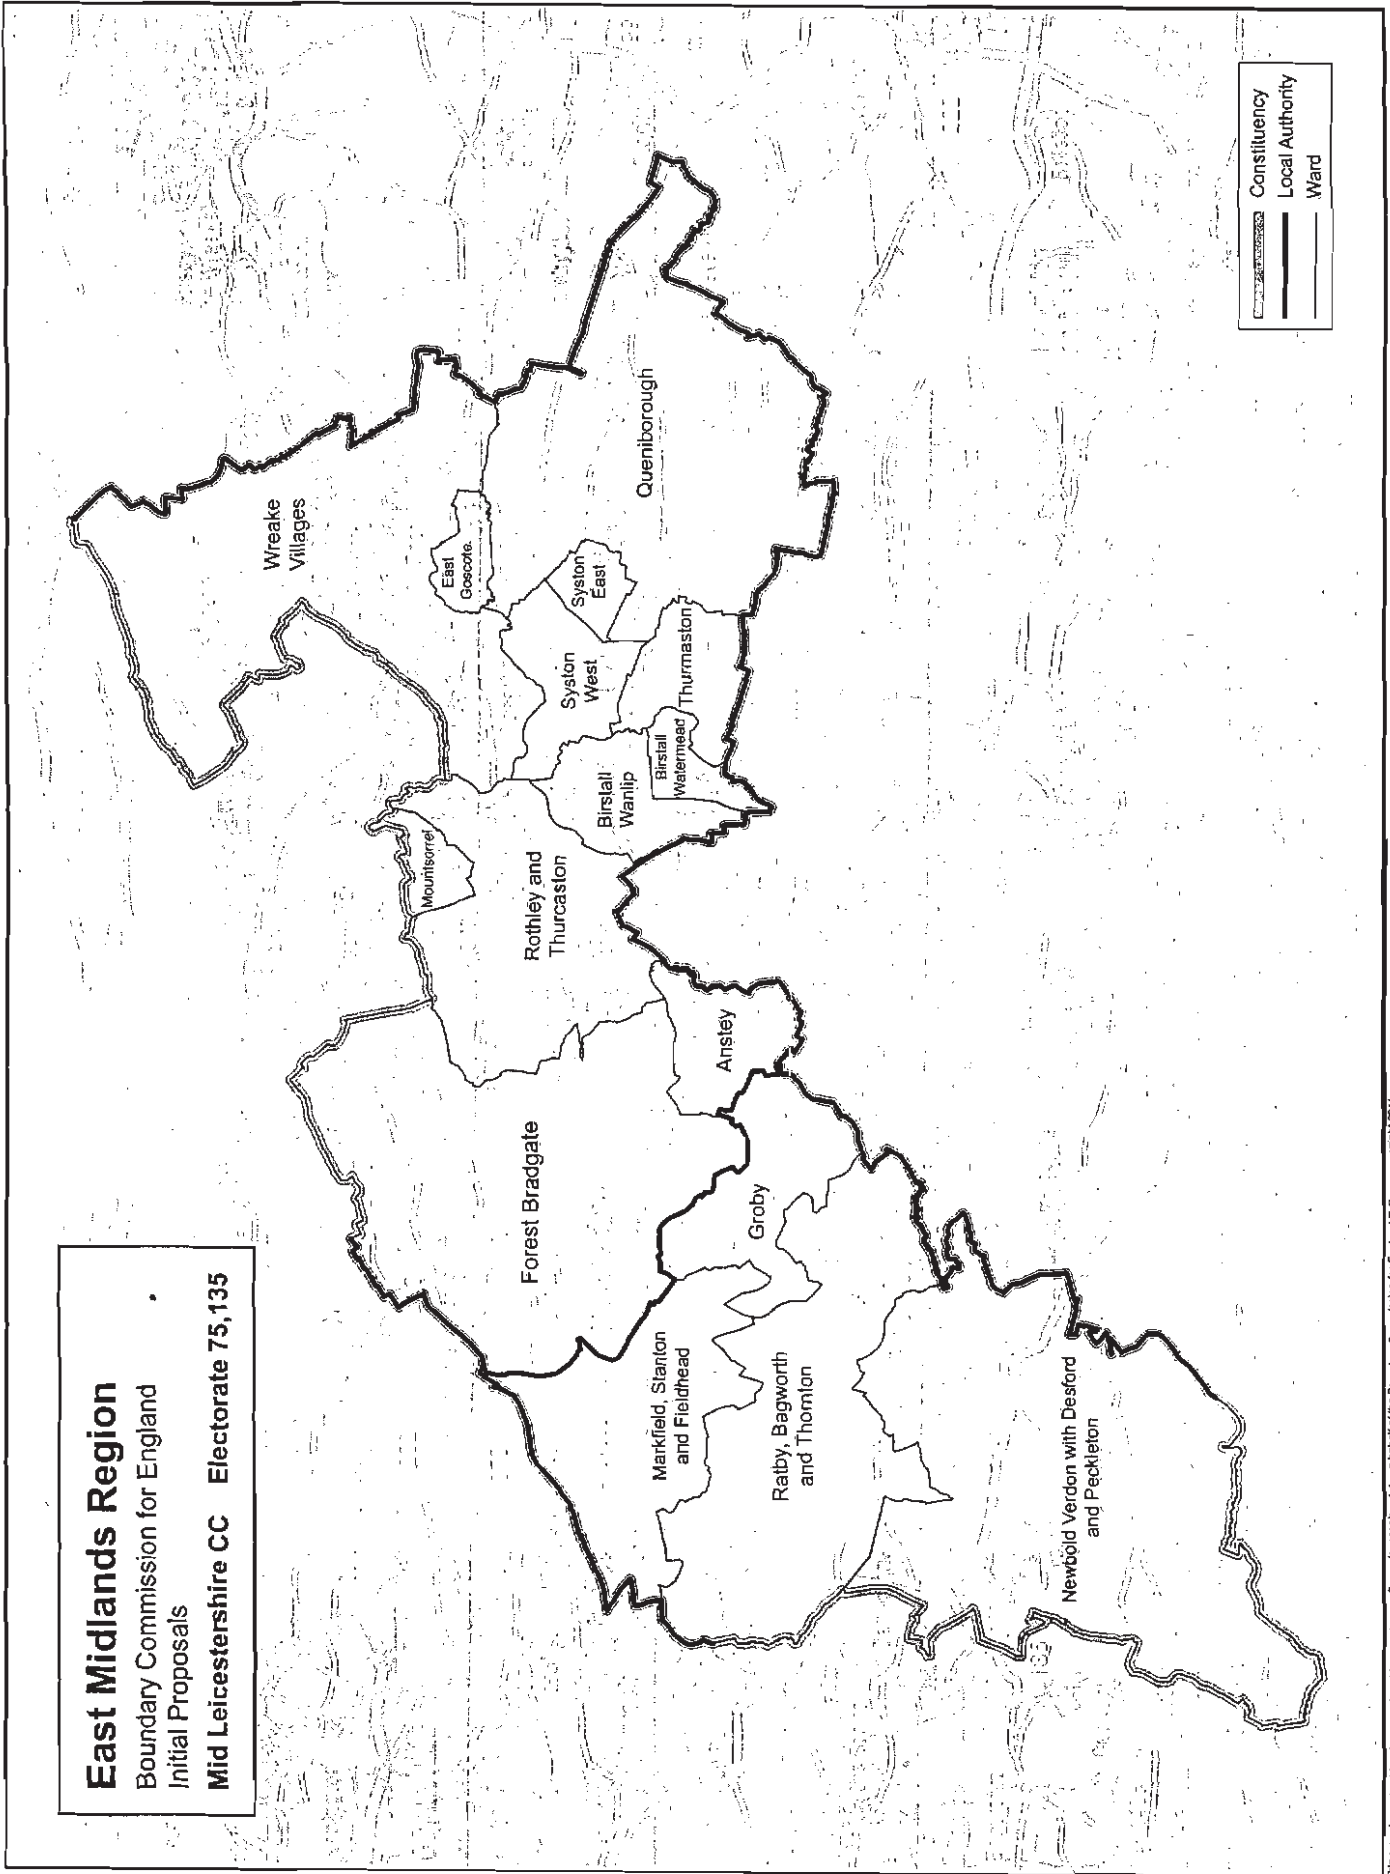 East Midlands Region
Boundary Commission for England
Initial Proposals
Mid Leicestershire CC Electorate 75,135
Wreake
Villages
East
Goscote
Queniborough
Syston
East
Syston
West
Thurmaston
Birstall
Watermead
Birstall
Wanlip
Mountsorrel
Rothley and
Thurcaston
Anstey
Forest Bradgate
Groby
Markfield, Stanton
and Fieldhead
Ratby, Bagworth
and Thornton
Newbold Verdon with Desford
and Peckleton
Constituency
Local Authority
Ward